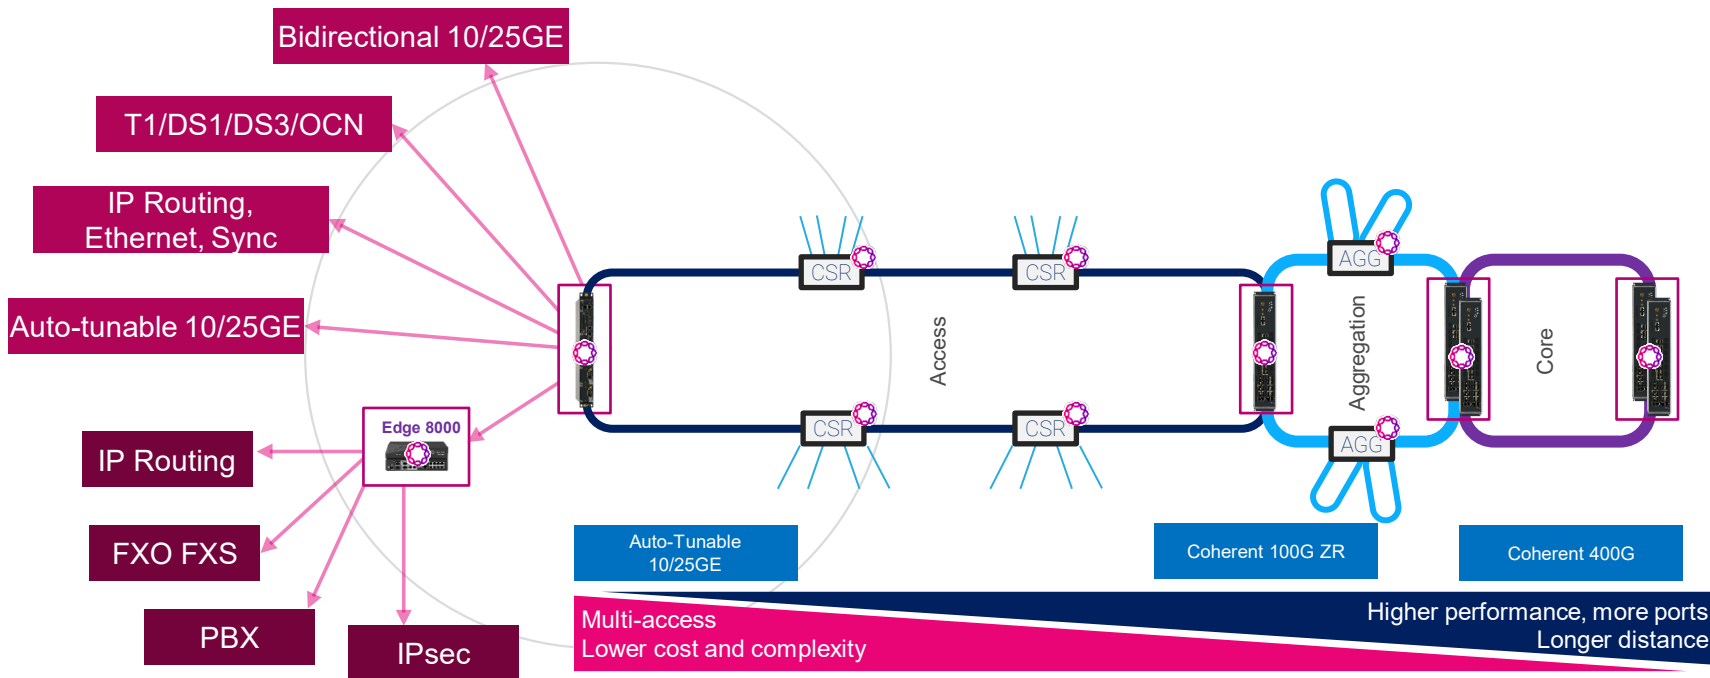 Bidirectional 10/25GE
T1/DS1/DS3/OCN
IP Routing,
Ethernet, Sync
Auto-tunable 10/25GE
Edge 8000
IP Routing
FXO FXS
PBX
IPsec
CSR
CSR
CSR
CSR
Access
AGG
AGG
Aggregation
Core
Auto-Tunable
10/25GE
Coherent 100G ZR
Coherent 400G
Multi-access
Lower cost and complexity
Higher performance, more ports
Longer distance